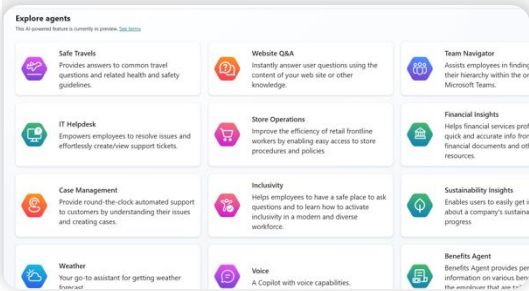 Explore agents
This AI-powered feature is currently in preview. See terms
Safe Travels
Provides answers to common travel
questions and related health and safety
guidelines.
Website Q&A
Instantly answer user questions using the
content of your web site or other
knowledge.
Team Navigator
Assists employees in finding
their hierarchy within the or
Microsoft Teams.
IT Helpdesk
Empowers employees to resolve issues and
effortlessly create/view support tickets.
Store Operations
Improve the efficiency of retail frontline
workers by enabling easy access to store
procedures and policies
Financial Insights
Helps financial services prof
quick and accurate info from
financial documents and oth
resources.
Case Management
Provide round-the-clock automated support
to customers by understanding their issues
and creating cases.
Inclusivity
Helps employees to have a safe place to ask
questions and to learn how to activate
inclusivity in a modern and diverse
workforce.
Sustainability Insights
Enables users to easily get i
about a company's sustaina
progress
Weather
Your go-to assistant for getting weather
forecast
Voice
A Copilot with voice capabilities.
Benefits Agent
Benefits Agent provides per
information on various ben
the employer that are